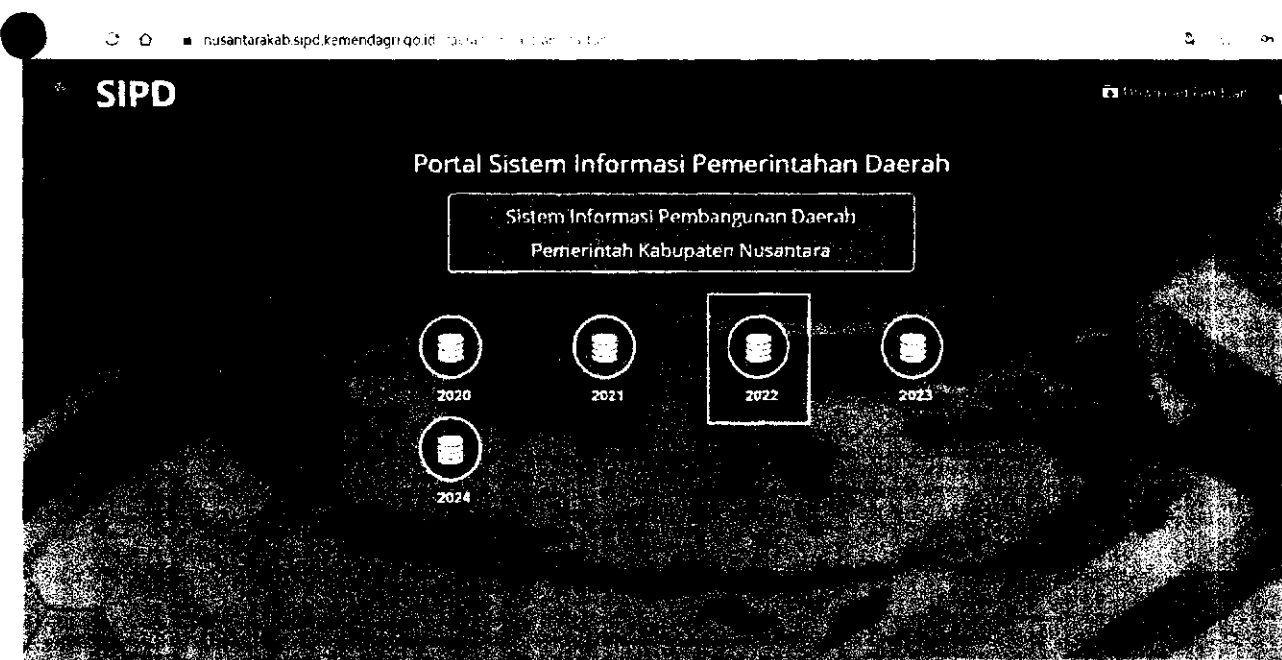 nusantarakab.sipd.kemendagri.go.id
SIPD
Portal Sistem Informasi Pemerintahan Daerah
Sistem Informasi Pembangunan Daerah
Pemerintah Kabupaten Nusantara
2020
2021
2022
2023
2024